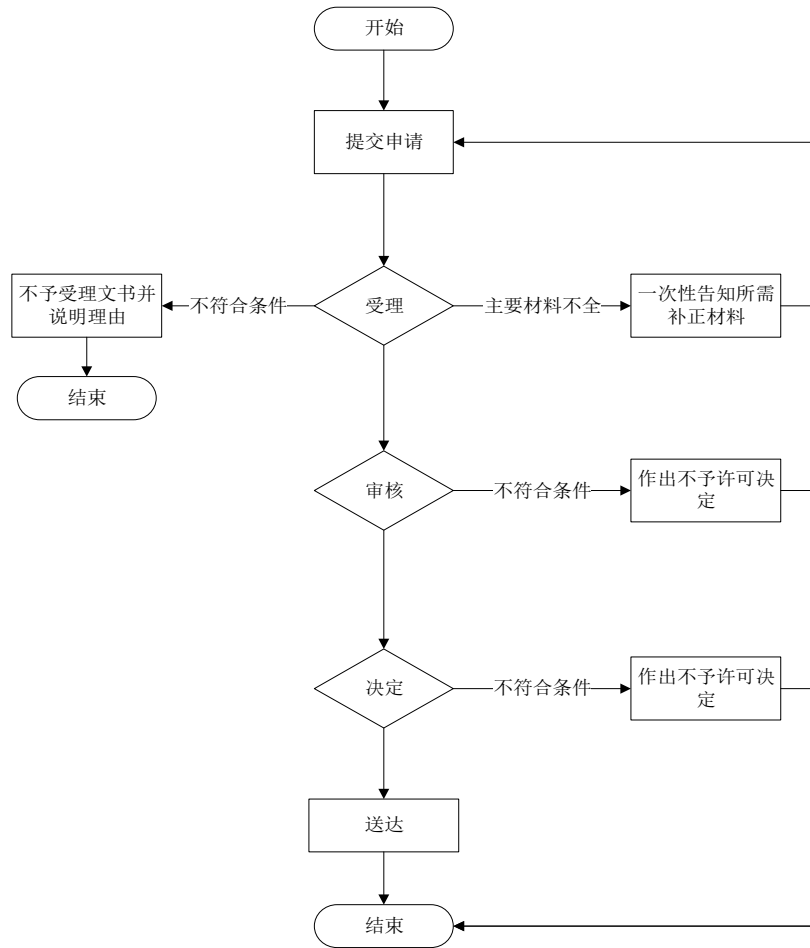 开始
提交申请
不予受理文书并
说明理由
不符合条件
受理
主要材料不全
一次性告知所需
补正材料
结束
审核
不符合条件
作出不予许可决
定
决定
不符合条件
作出不予许可决
定
送达
结束